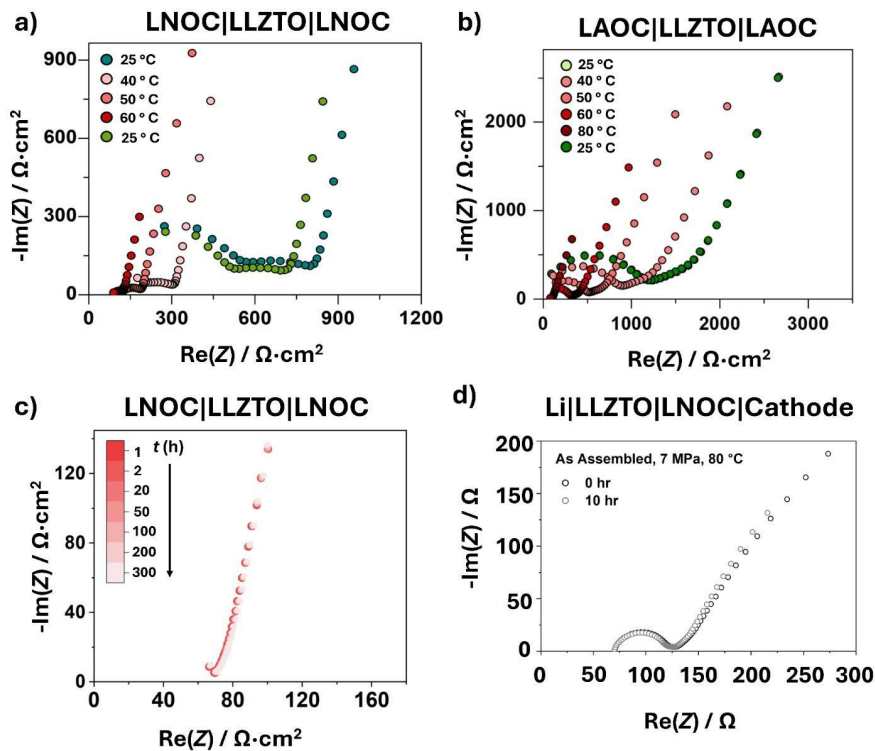 a)
LNOC|LLZTO|LNOC
-Im(Z) / Ω·cm²
900
600
300
0
25 °C
40 °C
50 °C
60 °C
25 °C
0
300
600
900
1200
Re(Z) / Ω·cm²
b)
LAOC|LLZTO|LAOC
-Im(Z) / Ω·cm²
2000
1000
0
25 °C
40 °C
50 °C
60 °C
80 °C
25 °C
0
1000
2000
3000
Re(Z) / Ω·cm²
c)
LNOC|LLZTO|LNOC
-Im(Z) / Ω·cm²
120
80
40
0
t (h)
1
2
20
50
100
200
300
0
40
80
120
160
Re(Z) / Ω·cm²
d)
Li|LLZTO|LNOC|Cathode
-Im(Z) / Ω
200
150
100
50
0
As Assembled, 7 MPa, 80 °C
0 hr
10 hr
0
50
100
150
200
250
300
Re(Z) / Ω